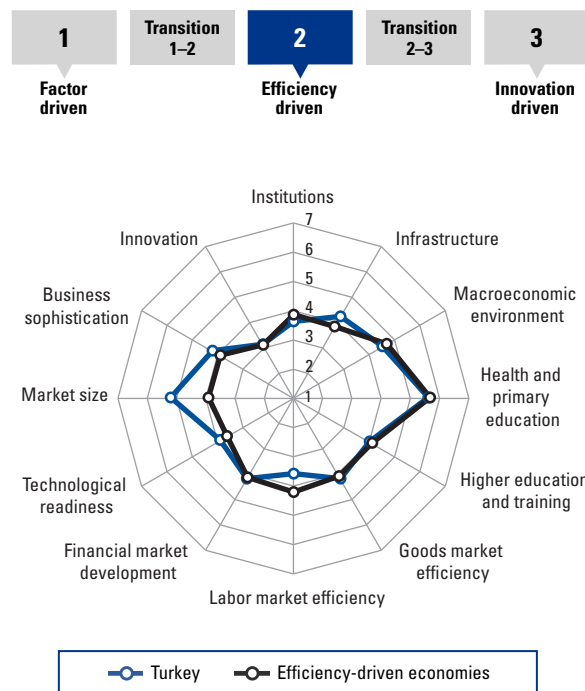 1
Transition
1–2
2
Transition
2–3
3
Factor
driven
Efficiency
driven
Innovation
driven
Institutions
7
Innovation
Infrastructure
6
5
Business
sophistication
Macroeconomic
environment
4
3
2
Market size
1
Health and
primary
education
Technological
readiness
Higher education
and training
Financial market
development
Goods market
efficiency
Labor market efficiency
Turkey
Efficiency-driven economies